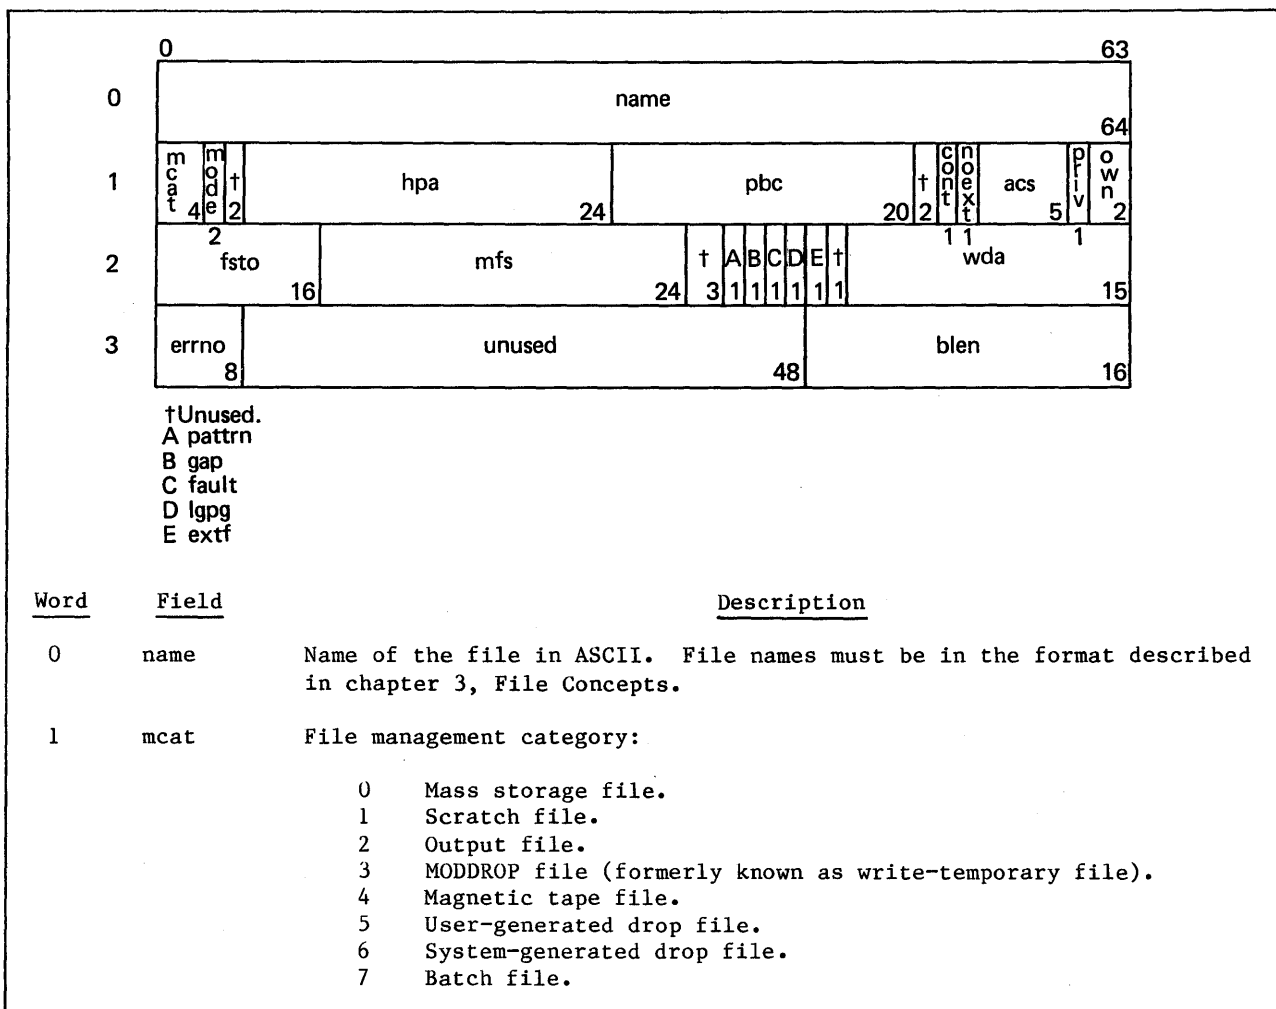 0 63
0 name
64
1 mcat 4 mode 2 † 2 hpa 24 pbc 20 † 2 cont 1 noext 1 acs 5 priv 1 own 2
2 fsto 16 mfs 24 † 3 A 1 B 1 C 1 D 1 E 1 † 1 wda 15
3 errno 8 unused 48 blen 16
†Unused.
A pattrn
B gap
C fault
D lgpg
E extf
Word Field Description
0 name Name of the file in ASCII. File names must be in the format described
in chapter 3, File Concepts.
1 mcat File management category:
0 Mass storage file.
1 Scratch file.
2 Output file.
3 MODDROP file (formerly known as write-temporary file).
4 Magnetic tape file.
5 User-generated drop file.
6 System-generated drop file.
7 Batch file.